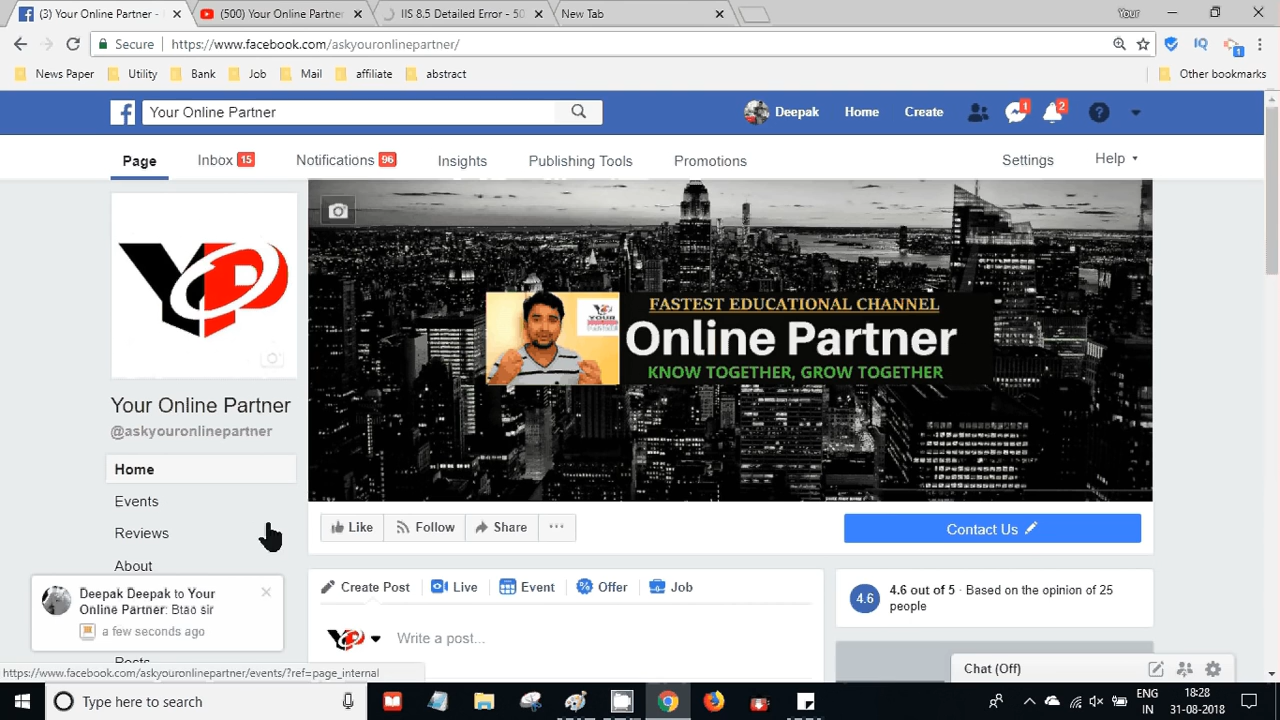 (3) Your Online Partner -
(500) Your Online Partner
IIS 8.5 Detailed Error - 50
New Tab
Your
Secure
https://www.facebook.com/askyouronlinepartner/
News Paper
Utility
Bank
Job
Mail
affiliate
abstract
Other bookmarks
Your Online Partner
Deepak
Home
Create
1
2
Page
Inbox 15
Notifications 96
Insights
Publishing Tools
Promotions
Settings
Help
FASTEST EDUCATIONAL CHANNEL
Online Partner
KNOW TOGETHER, GROW TOGETHER
YP
Your Online Partner
@askyouronlinepartner
Home
Events
Reviews
About
Posts
Like
Follow
Share
Contact Us
Create Post
Live
Event
Offer
Job
Write a post...
4.6
4.6 out of 5 · Based on the opinion of 25
people
Deepak Deepak to Your
Online Partner: Btao sir
a few seconds ago
https://www.facebook.com/askyouronlinepartner/events/?ref=page_internal
Chat (Off)
Type here to search
ENG
IN
18:28
31-08-2018